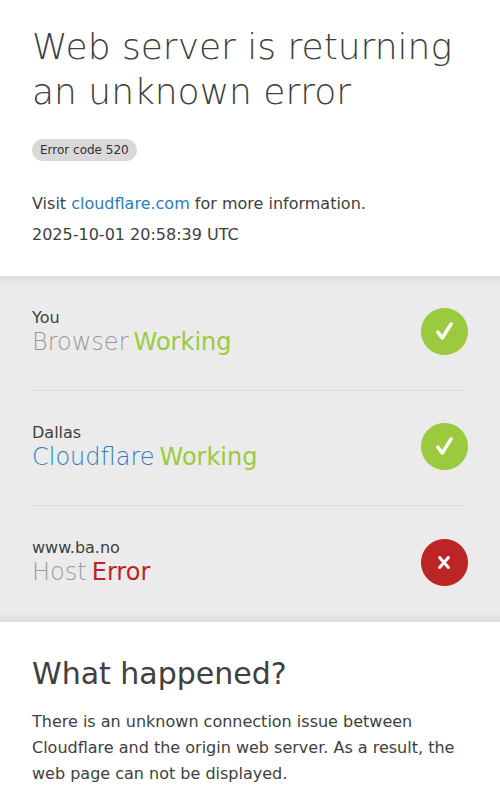 Web server is returning
an unknown error
Error code 520
Visit cloudflare.com for more information.
2025-10-01 20:58:39 UTC
You
Browser Working
Dallas
Cloudflare Working
www.ba.no
Host Error
What happened?
There is an unknown connection issue between
Cloudflare and the origin web server. As a result, the
web page can not be displayed.